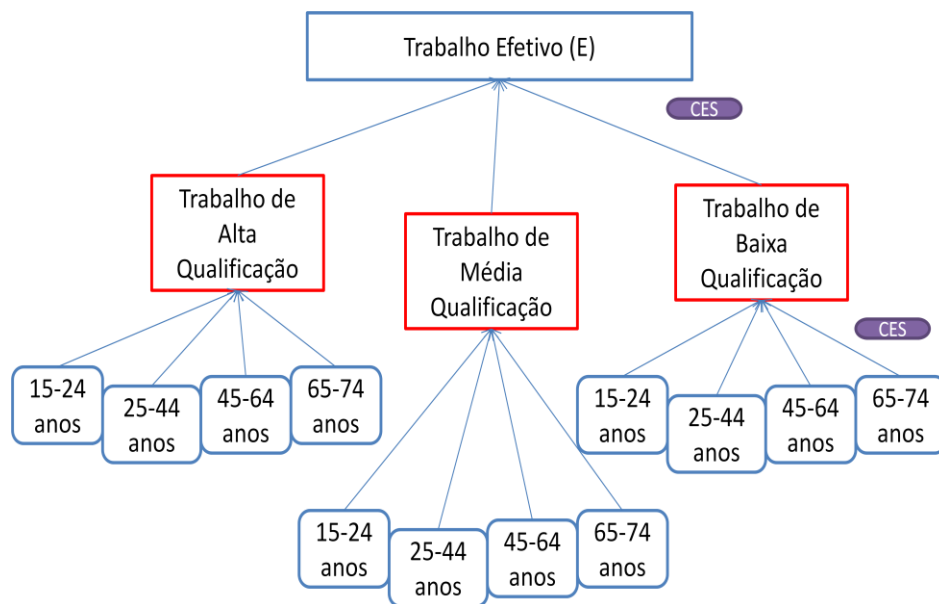 Trabalho Efetivo (E)
CES
Trabalho de
Alta
Qualificação
Trabalho de
Média
Qualificação
Trabalho de
Baixa
Qualificação
CES
15-24
anos
25-44
anos
45-64
anos
65-74
anos
15-24
anos
25-44
anos
45-64
anos
65-74
anos
15-24
anos
25-44
anos
45-64
anos
65-74
anos